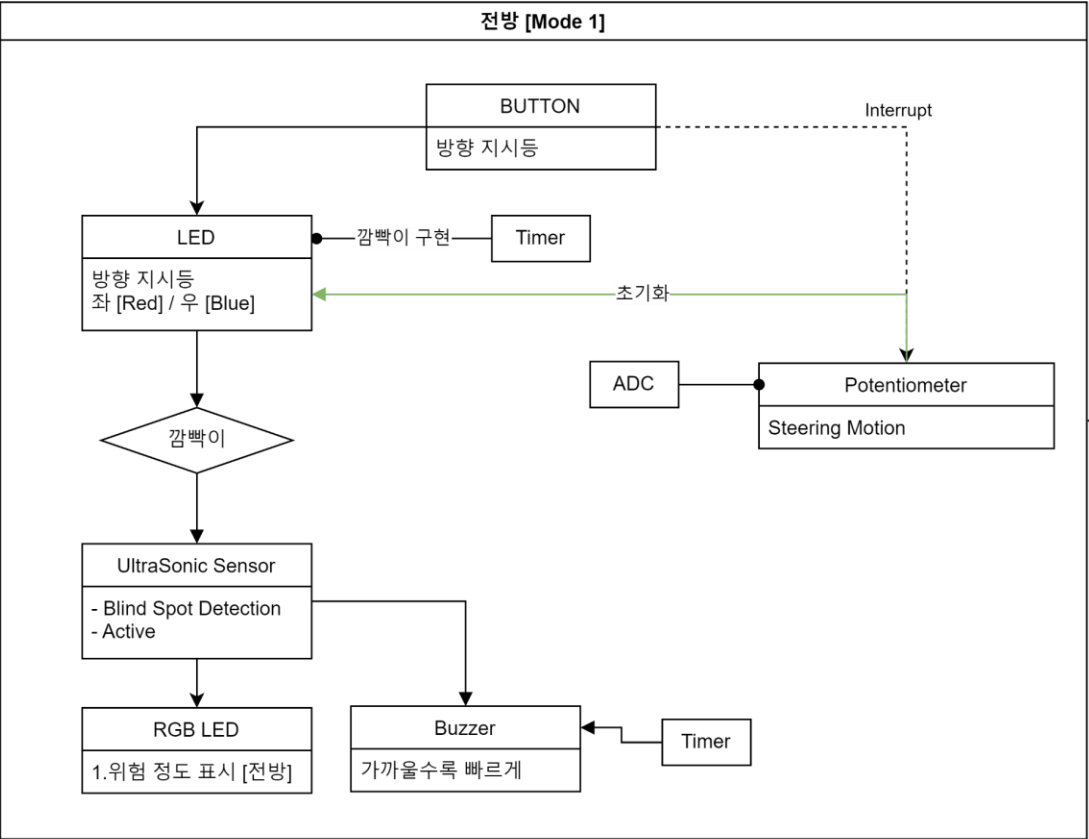 전방 [Mode 1]
BUTTON
방향 지시등
Interrupt
LED
방향 지시등
좌 [Red] / 우 [Blue]
깜빡이 구현
Timer
초기화
ADC
Potentiometer
Steering Motion
깜빡이
UltraSonic Sensor
- Blind Spot Detection
- Active
RGB LED
1.위험 정도 표시 [전방]
Buzzer
가까울수록 빠르게
Timer